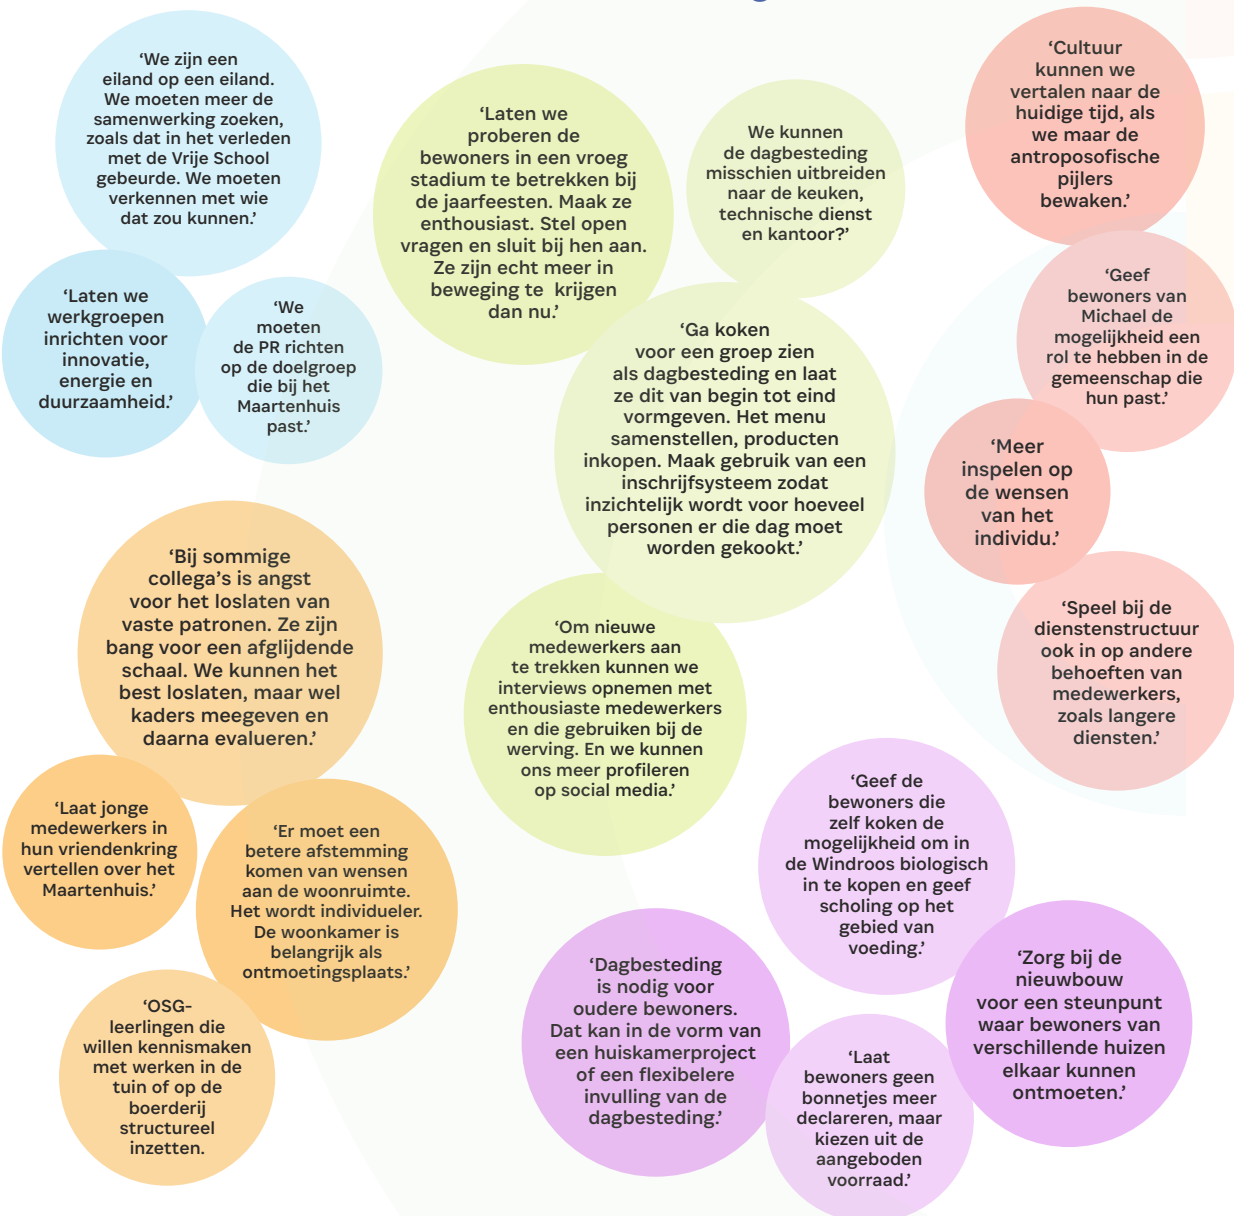 ‘We zijn een
eiland op een eiland.
We moeten meer de
samenwerking zoeken,
zoals dat in het verleden
met de Vrije School
gebeurde. We moeten
verkennen met wie
dat zou kunnen.’
‘Laten we
werkgroepen
inrichten voor
innovatie,
energie en
duurzaamheid.’
‘We
moeten
de PR richten
op de doelgroep
die bij het
Maartenhuis
past.’
‘Laten we
proberen de
bewoners in een vroeg
stadium te betrekken bij
de jaarfeesten. Maak ze
enthousiast. Stel open
vragen en sluit bij hen aan.
Ze zijn echt meer in
beweging te krijgen
dan nu.’
We kunnen
de dagbesteding
misschien uitbreiden
naar de keuken,
technische dienst
en kantoor?’
‘Ga koken
voor een groep zien
als dagbesteding en laat
ze dit van begin tot eind
vormgeven. Het menu
samenstellen, producten
inkopen. Maak gebruik van een
inschrijfsysteem zodat
inzichtelijk wordt voor hoeveel
personen er die dag moet
worden gekookt.’
‘Cultuur
kunnen we
vertalen naar de
huidige tijd, als
we maar de
antroposofische
pijlers
bewaken.’
‘Geef
bewoners van
Michael de
mogelijkheid een
rol te hebben in de
gemeenschap die
hun past.’
‘Meer
inspelen op
de wensen
van het
individu.’
‘Speel bij de
dienstenstructuur
ook in op andere
behoeften van
medewerkers,
zoals langere
diensten.’
‘Bij sommige
collega’s is angst
voor het loslaten van
vaste patronen. Ze zijn
bang voor een afglijdende
schaal. We kunnen het
best loslaten, maar wel
kaders meegeven en
daarna evalueren.’
‘Laat jonge
medewerkers in
hun vriendenkring
vertellen over het
Maartenhuis.’
‘Er moet een
betere afstemming
komen van wensen
aan de woonruimte.
Het wordt individueler.
De woonkamer is
belangrijk als
ontmoetingsplaats.’
‘OSG-
leerlingen die
willen kennismaken
met werken in de
tuin of op de
boerderij
structureel
inzetten.
‘Om nieuwe
medewerkers aan
te trekken kunnen we
interviews opnemen met
enthousiaste medewerkers
en die gebruiken bij de
werving. En we kunnen
ons meer profileren
op social media.’
‘Geef de
bewoners die
zelf koken de
mogelijkheid om in
de Windroos biologisch
in te kopen en geef
scholing op het
gebied van
voeding.’
‘Dagbesteding
is nodig voor
oudere bewoners.
Dat kan in de vorm van
een huiskamerproject
of een flexibelere
invulling van de
dagbesteding.’
‘Laat
bewoners geen
bonnetjes meer
declareren, maar
kiezen uit de
aangeboden
voorraad.’
‘Zorg bij de
nieuwbouw
voor een steunpunt
waar bewoners van
verschillende huizen
elkaar kunnen
ontmoeten.’